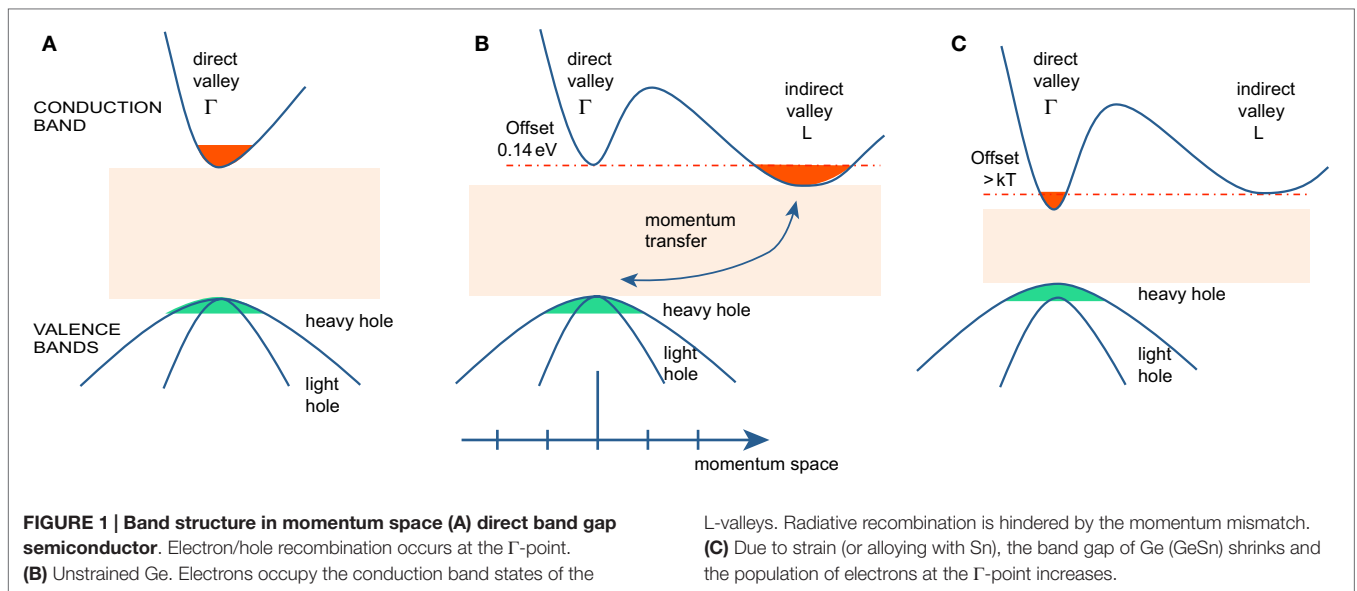 A
direct
valley
Γ
CONDUCTION
BAND
VALENCE
BANDS
heavy hole
light
hole
B
direct
valley
Γ
indirect
valley
L
Offset
0.14 eV
momentum
transfer
heavy hole
light
hole
momentum space
C
direct
valley
Γ
indirect
valley
L
Offset
> kT
heavy hole
light
hole
FIGURE 1 | Band structure in momentum space (A) direct band gap
semiconductor. Electron/hole recombination occurs at the Γ-point.
(B) Unstrained Ge. Electrons occupy the conduction band states of the
L-valleys. Radiative recombination is hindered by the momentum mismatch.
(C) Due to strain (or alloying with Sn), the band gap of Ge (GeSn) shrinks and
the population of electrons at the Γ-point increases.